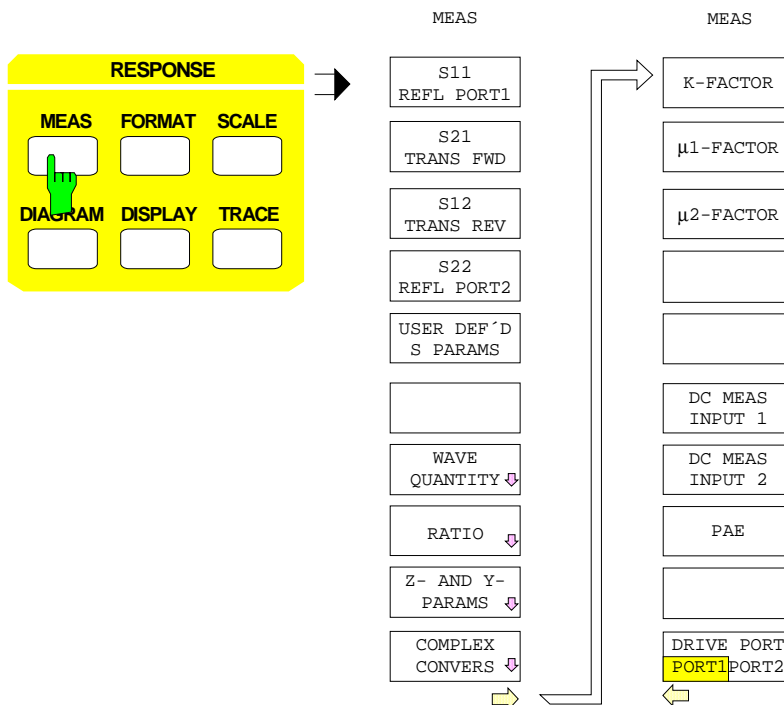 RESPONSE
MEAS FORMAT SCALE
DIAGRAM DISPLAY TRACE
MEAS
S11
REFL PORT1
S21
TRANS FWD
S12
TRANS REV
S22
REFL PORT2
USER DEF´D
S PARAMS
WAVE
QUANTITY
RATIO
Z- AND Y-
PARAMS
COMPLEX
CONVERS
MEAS
K-FACTOR
µ1-FACTOR
µ2-FACTOR
DC MEAS
INPUT 1
DC MEAS
INPUT 2
PAE
DRIVE PORT
PORT1 PORT2